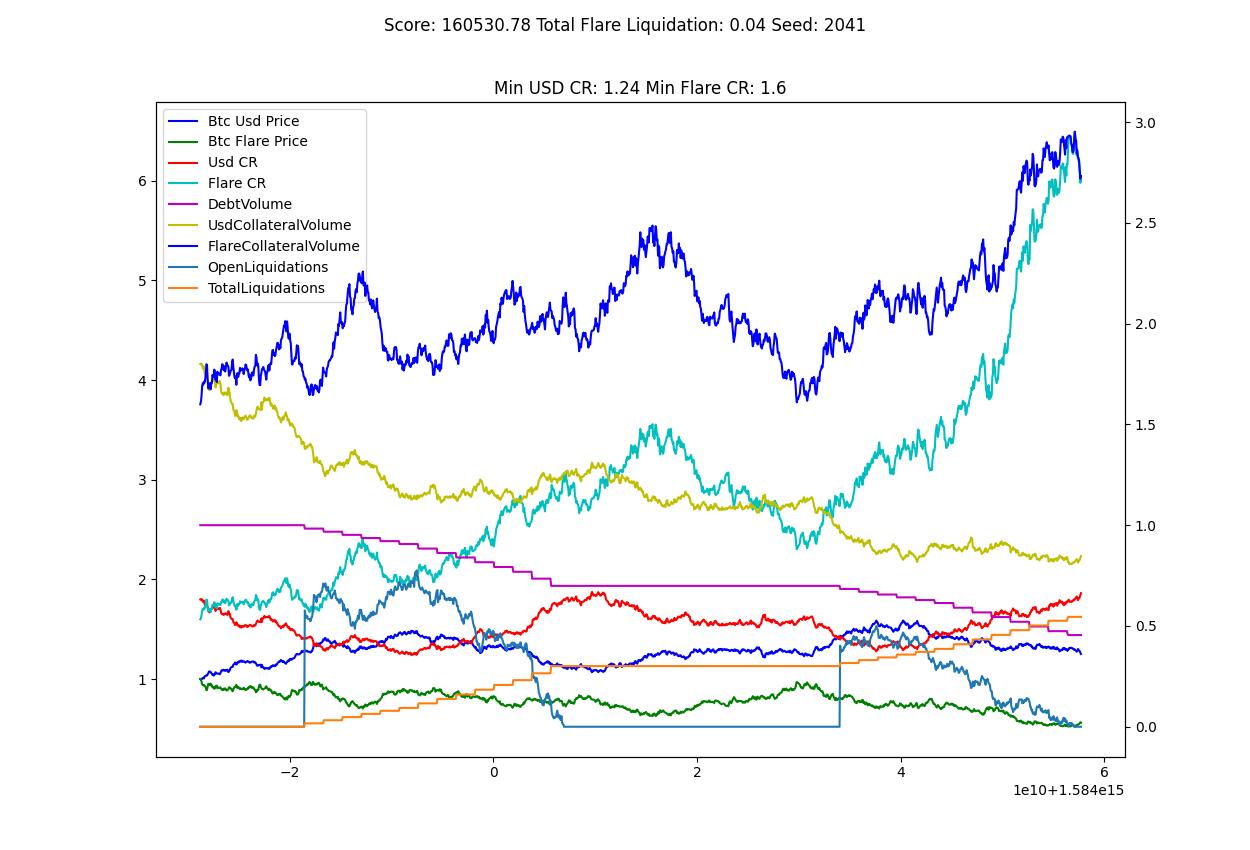 Score: 160530.78 Total Flare Liquidation: 0.04 Seed: 2041
Min USD CR: 1.24 Min Flare CR: 1.6
Btc Usd Price
Btc Flare Price
Usd CR
Flare CR
DebtVolume
UsdCollateralVolume
FlareCollateralVolume
OpenLiquidations
TotalLiquidations
6
5
4
3
2
1
3.0
2.5
2.0
1.5
1.0
0.5
0.0
−2
0
2
4
6
1e10+1.584e15